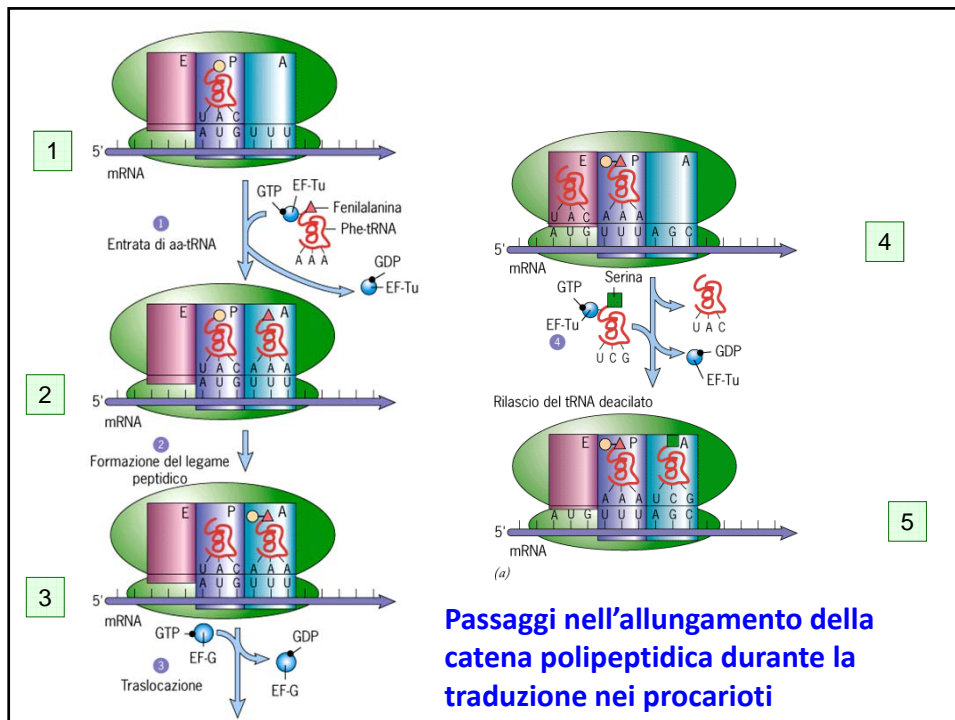 E P A
U A C
A U G U U U
1
5'
mRNA
GTP EF-Tu
Fenilalanina
Phe-tRNA
A A A
1
Entrata di aa-tRNA
GDP
EF-Tu
E P A
U A C A A A
A U G U U U
2
5'
mRNA
2
Formazione del legame
peptidico
E P A
U A C A A A
A U G U U U
3
5'
mRNA
GTP
EF-G
GDP
EF-G
3
Traslocazione
E P A
U A C A A A
A U G U U U A G C
4
5'
mRNA
Serina
GTP
EF-Tu
4
U C G
U A C
GDP
EF-Tu
Rilascio del tRNA deacilato
E P A
A A A U C G
A U G U U U A G C
5
5'
mRNA
(a)
Passaggi nell'allungamento della
catena polipeptidica durante la
traduzione nei procarioti